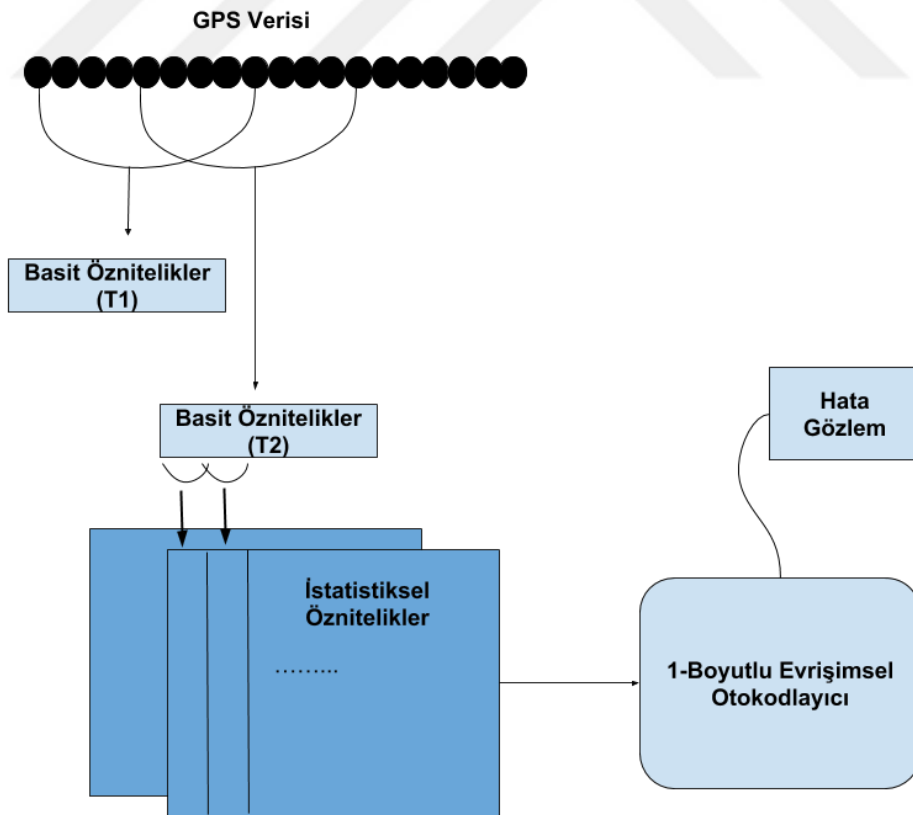 GPS Verisi
Basit Öznitelikler
(T1)
Basit Öznitelikler
(T2)
Hata
Gözlem
İstatistiksel
Öznitelikler
.........
1-Boyutlu Evrişimsel
Otokodlayıcı